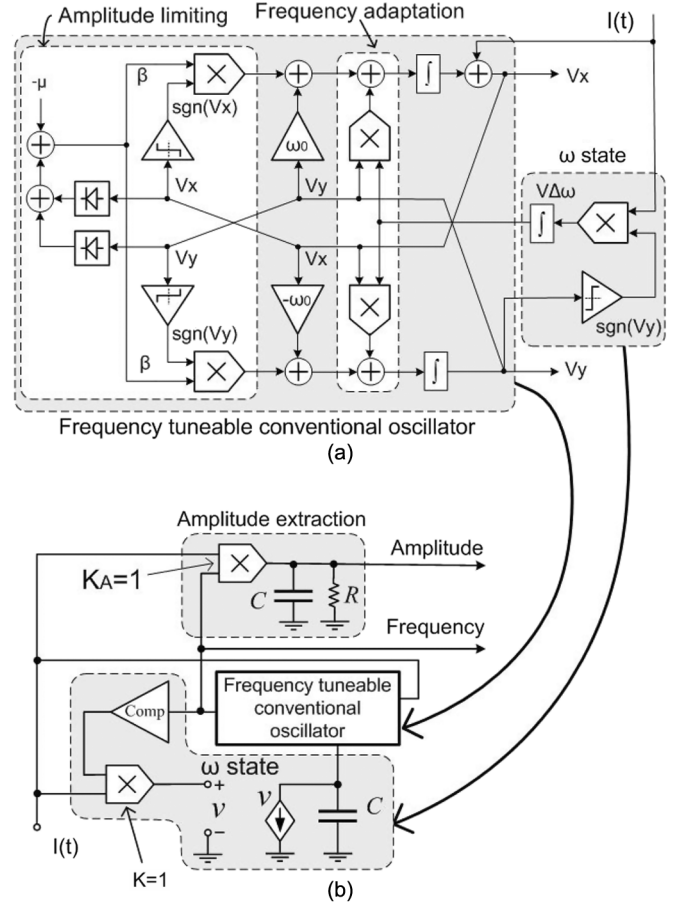 Amplitude limiting
Frequency adaptation
I(t)
-μ
β
sgn(Vx)
ω0
Vx
Vy
∫
Vx
ω state
VΔω
∫
Vy
Vx
-ω0
sgn(Vy)
sgn(Vy)
β
∫
Vy
Frequency tuneable conventional oscillator
(a)
Amplitude extraction
Amplitude
KA=1
C
R
Frequency
Frequency tuneable
conventional
oscillator
Comp
ω state
+
v
−
v
C
I(t)
K=1
(b)